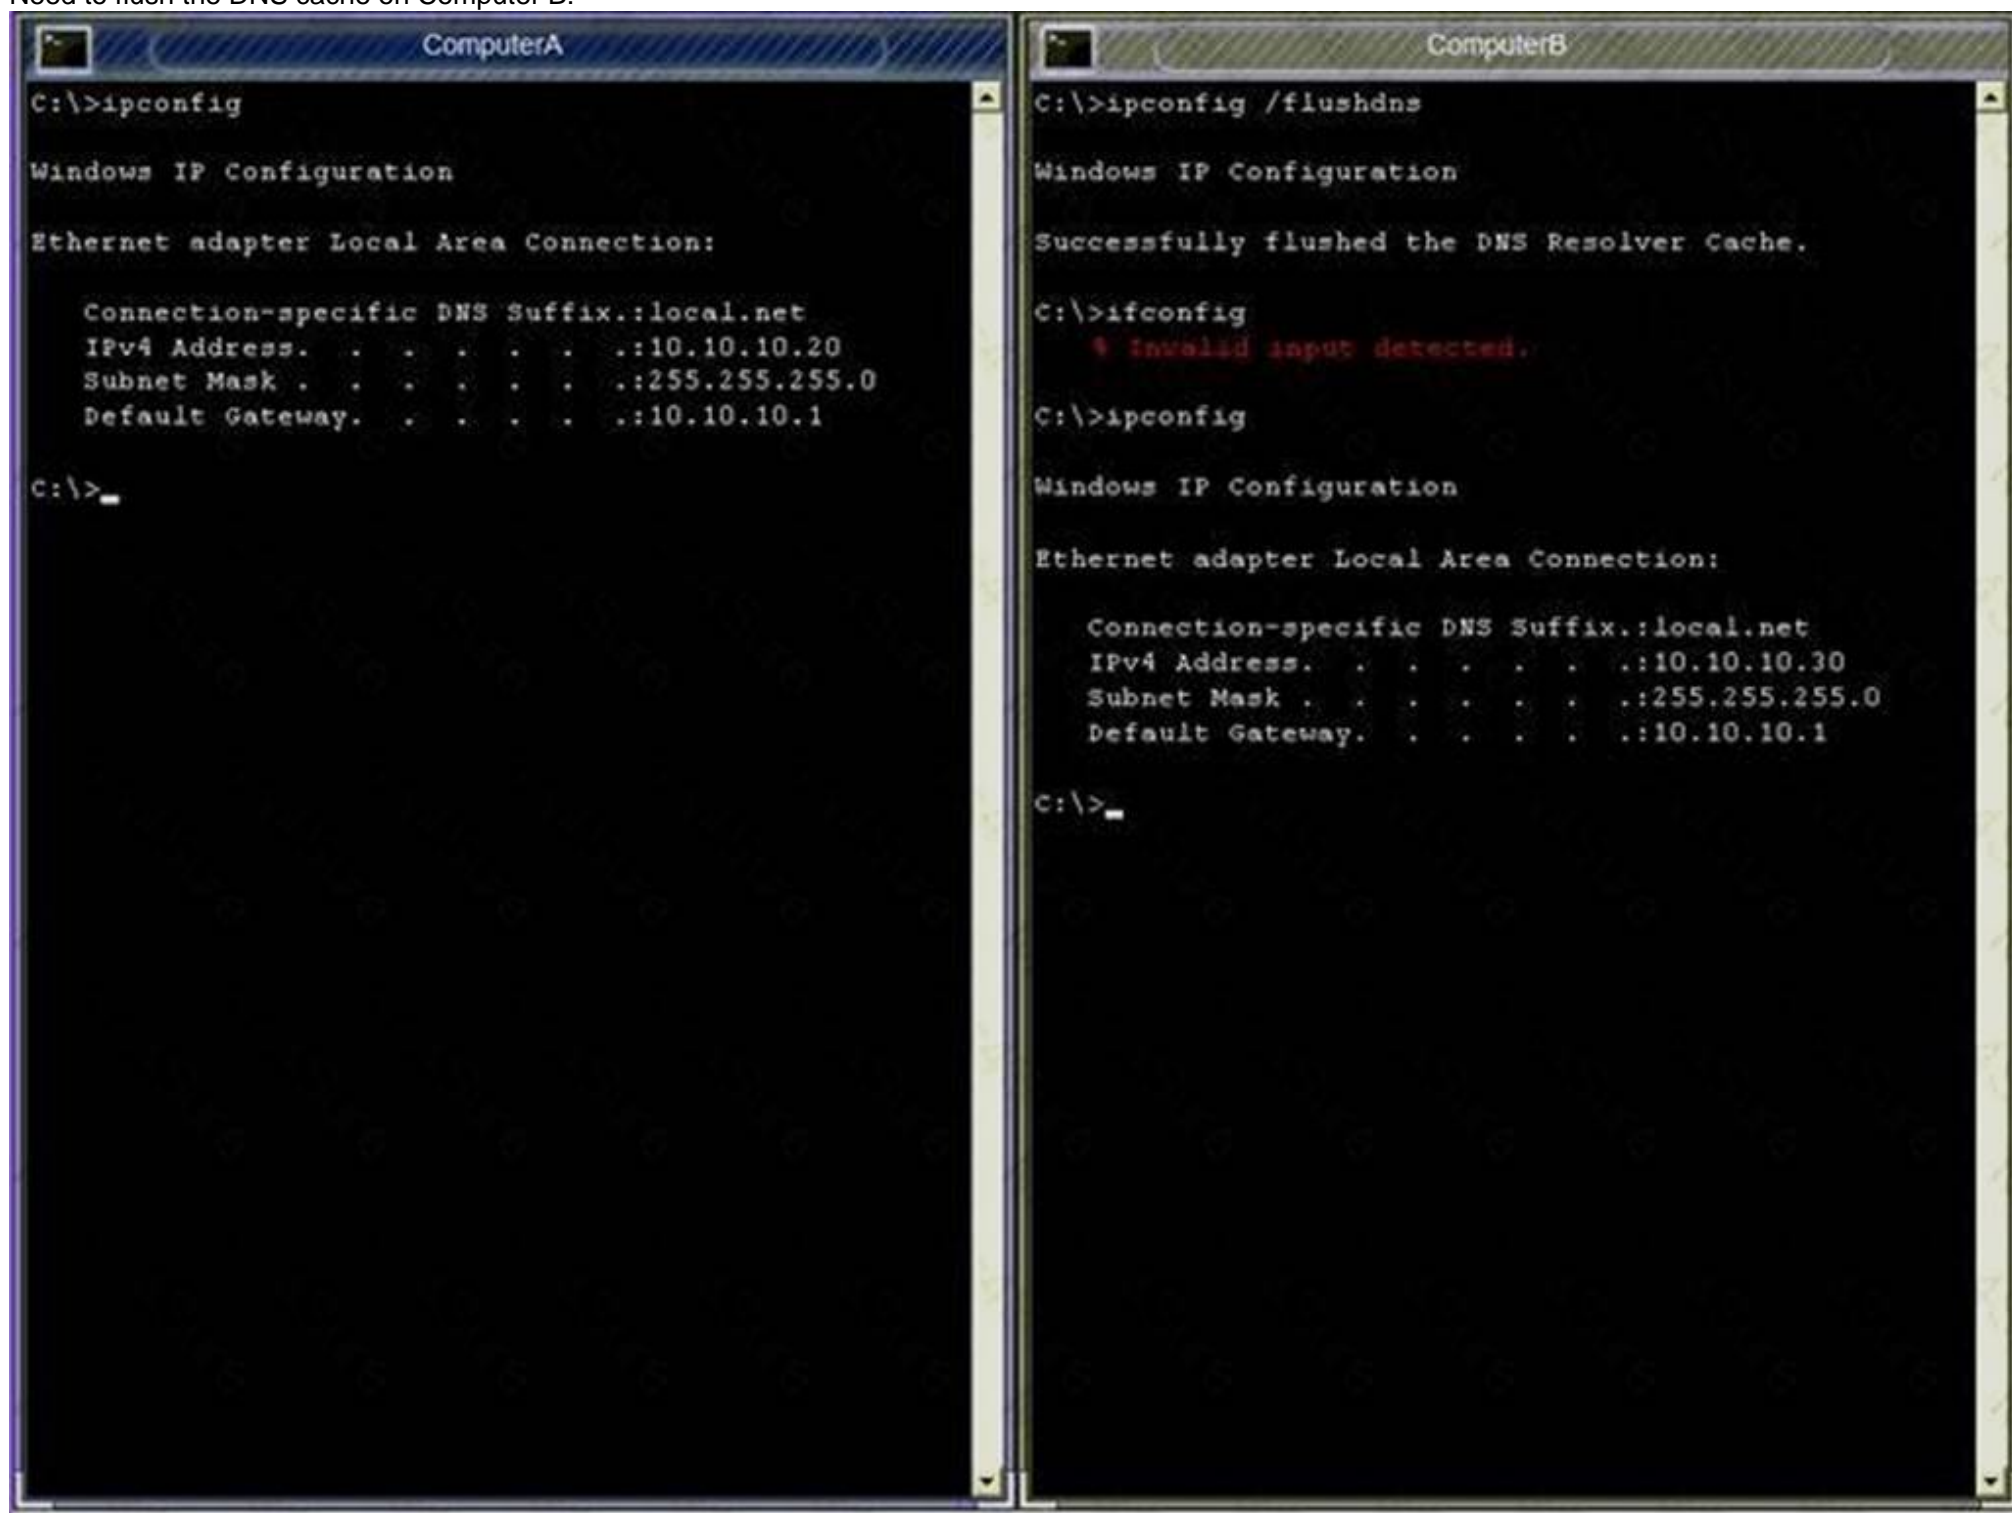 Need to flush the DNS cache on Computer B.
ComputerA
C:\>ipconfig
Windows IP Configuration
Ethernet adapter Local Area Connection:
Connection-specific DNS Suffix.:local.net
IPv4 Address. . . . . . .:10.10.10.20
Subnet Mask . . . . . . .:255.255.255.0
Default Gateway. . . . . .:10.10.10.1
C:\>
ComputerB
C:\>ipconfig /flushdns
Windows IP Configuration
Successfully flushed the DNS Resolver Cache.
C:\>ifconfig
% Invalid input detected.
C:\>ipconfig
Windows IP Configuration
Ethernet adapter Local Area Connection:
Connection-specific DNS Suffix.:local.net
IPv4 Address. . . . . . .:10.10.10.30
Subnet Mask . . . . . . .:255.255.255.0
Default Gateway. . . . . .:10.10.10.1
C:\>